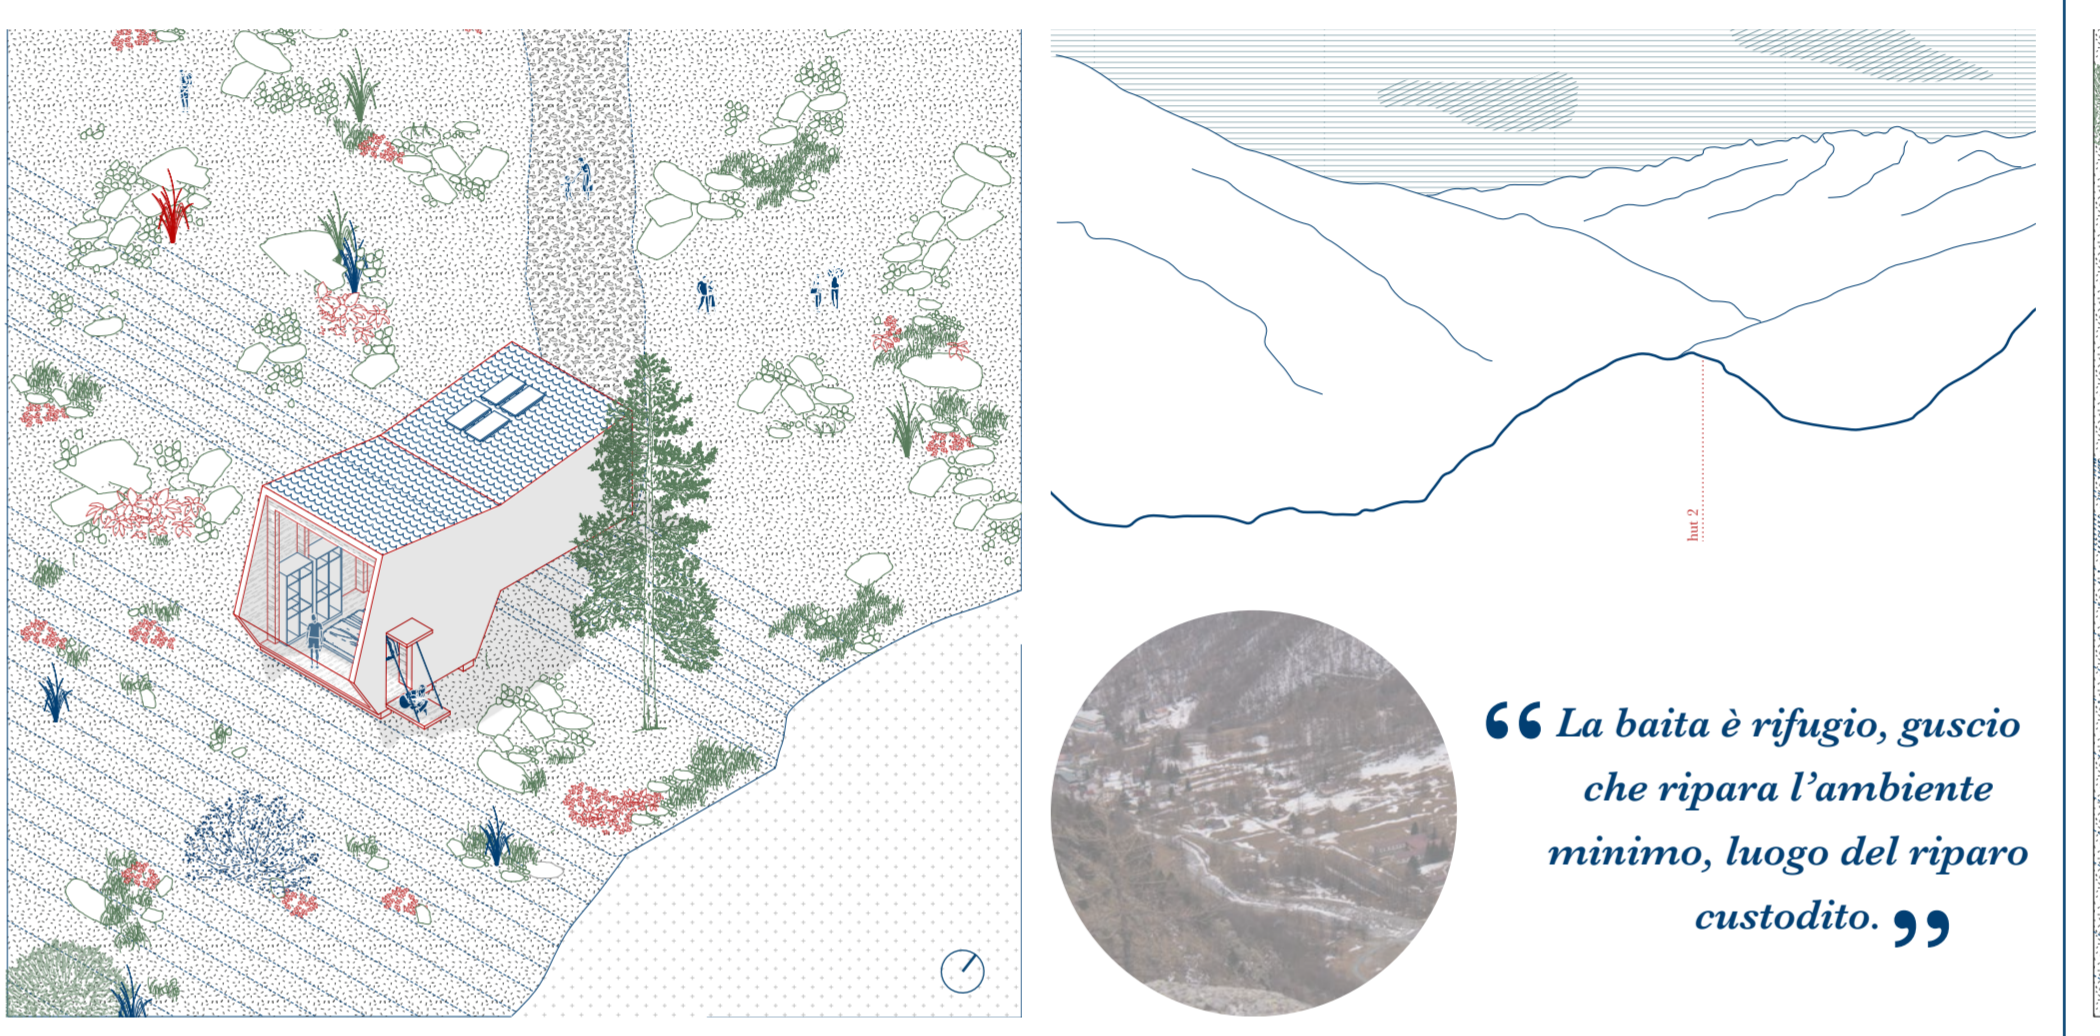 hut 2
“ La baita è rifugio, guscio
che ripara l’ambiente
minimo, luogo del riparo
custodito. ”